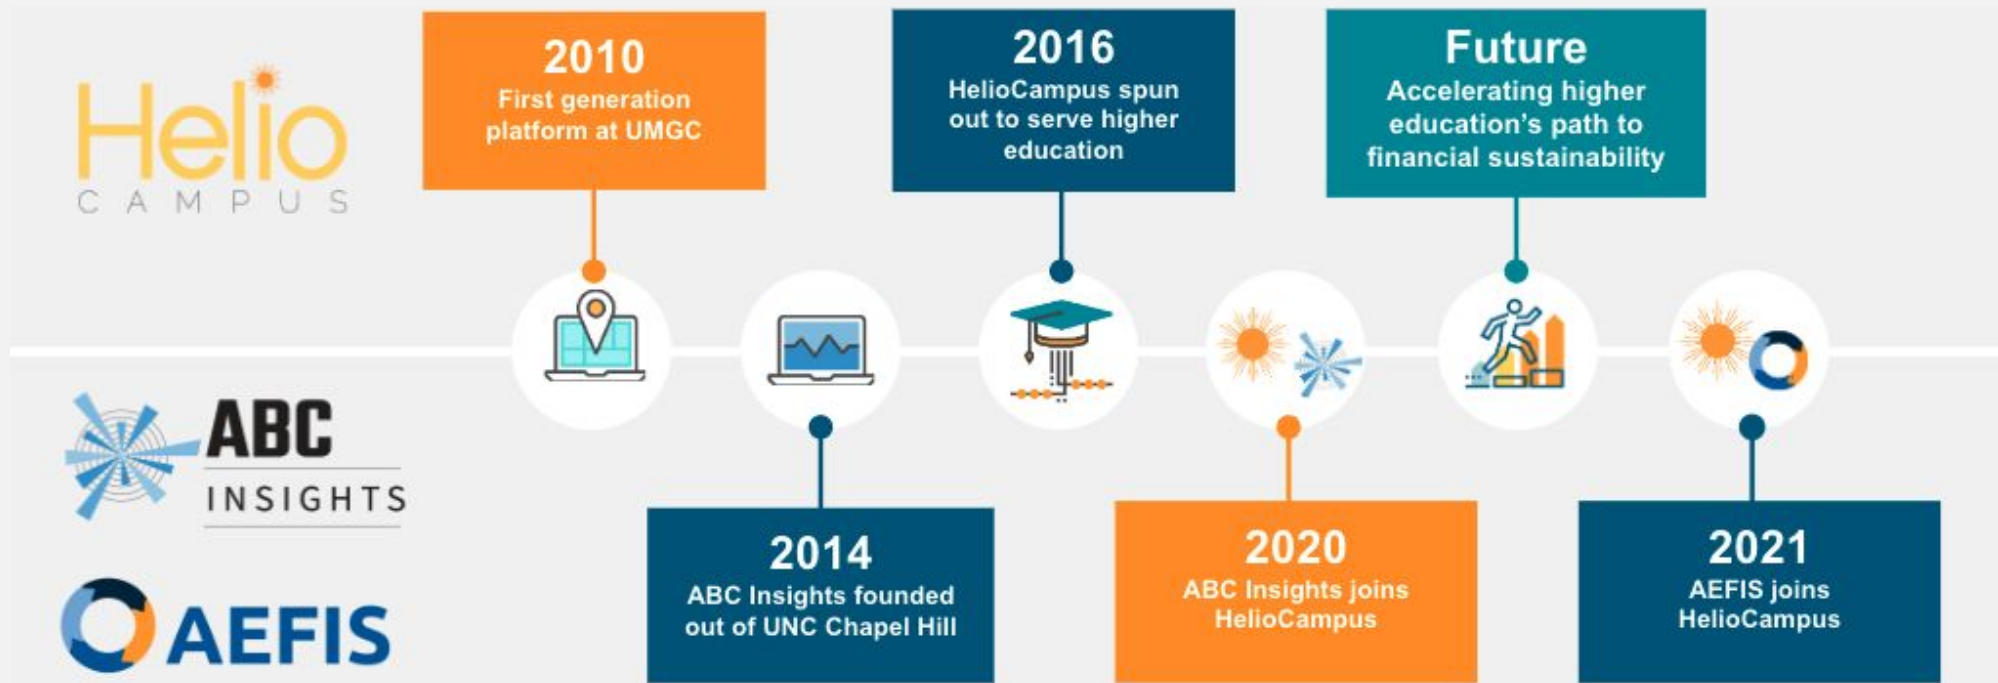 Helio
CAMPUS
2010
First generation
platform at UMGC
2016
HelioCampus spun
out to serve higher
education
Future
Accelerating higher
education's path to
financial sustainability
ABC
INSIGHTS
AEFIS
2014
ABC Insights founded
out of UNC Chapel Hill
2020
ABC Insights joins
HelioCampus
2021
AEFIS joins
HelioCampus